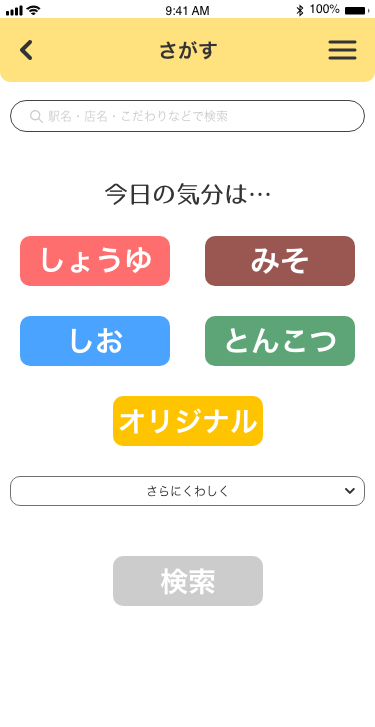 9:41 AM
100%
さがす
駅名・店名・こだわりなどで検索
今日の気分は…
しょうゆ
みそ
しお
とんこつ
オリジナル
さらにくわしく
検索